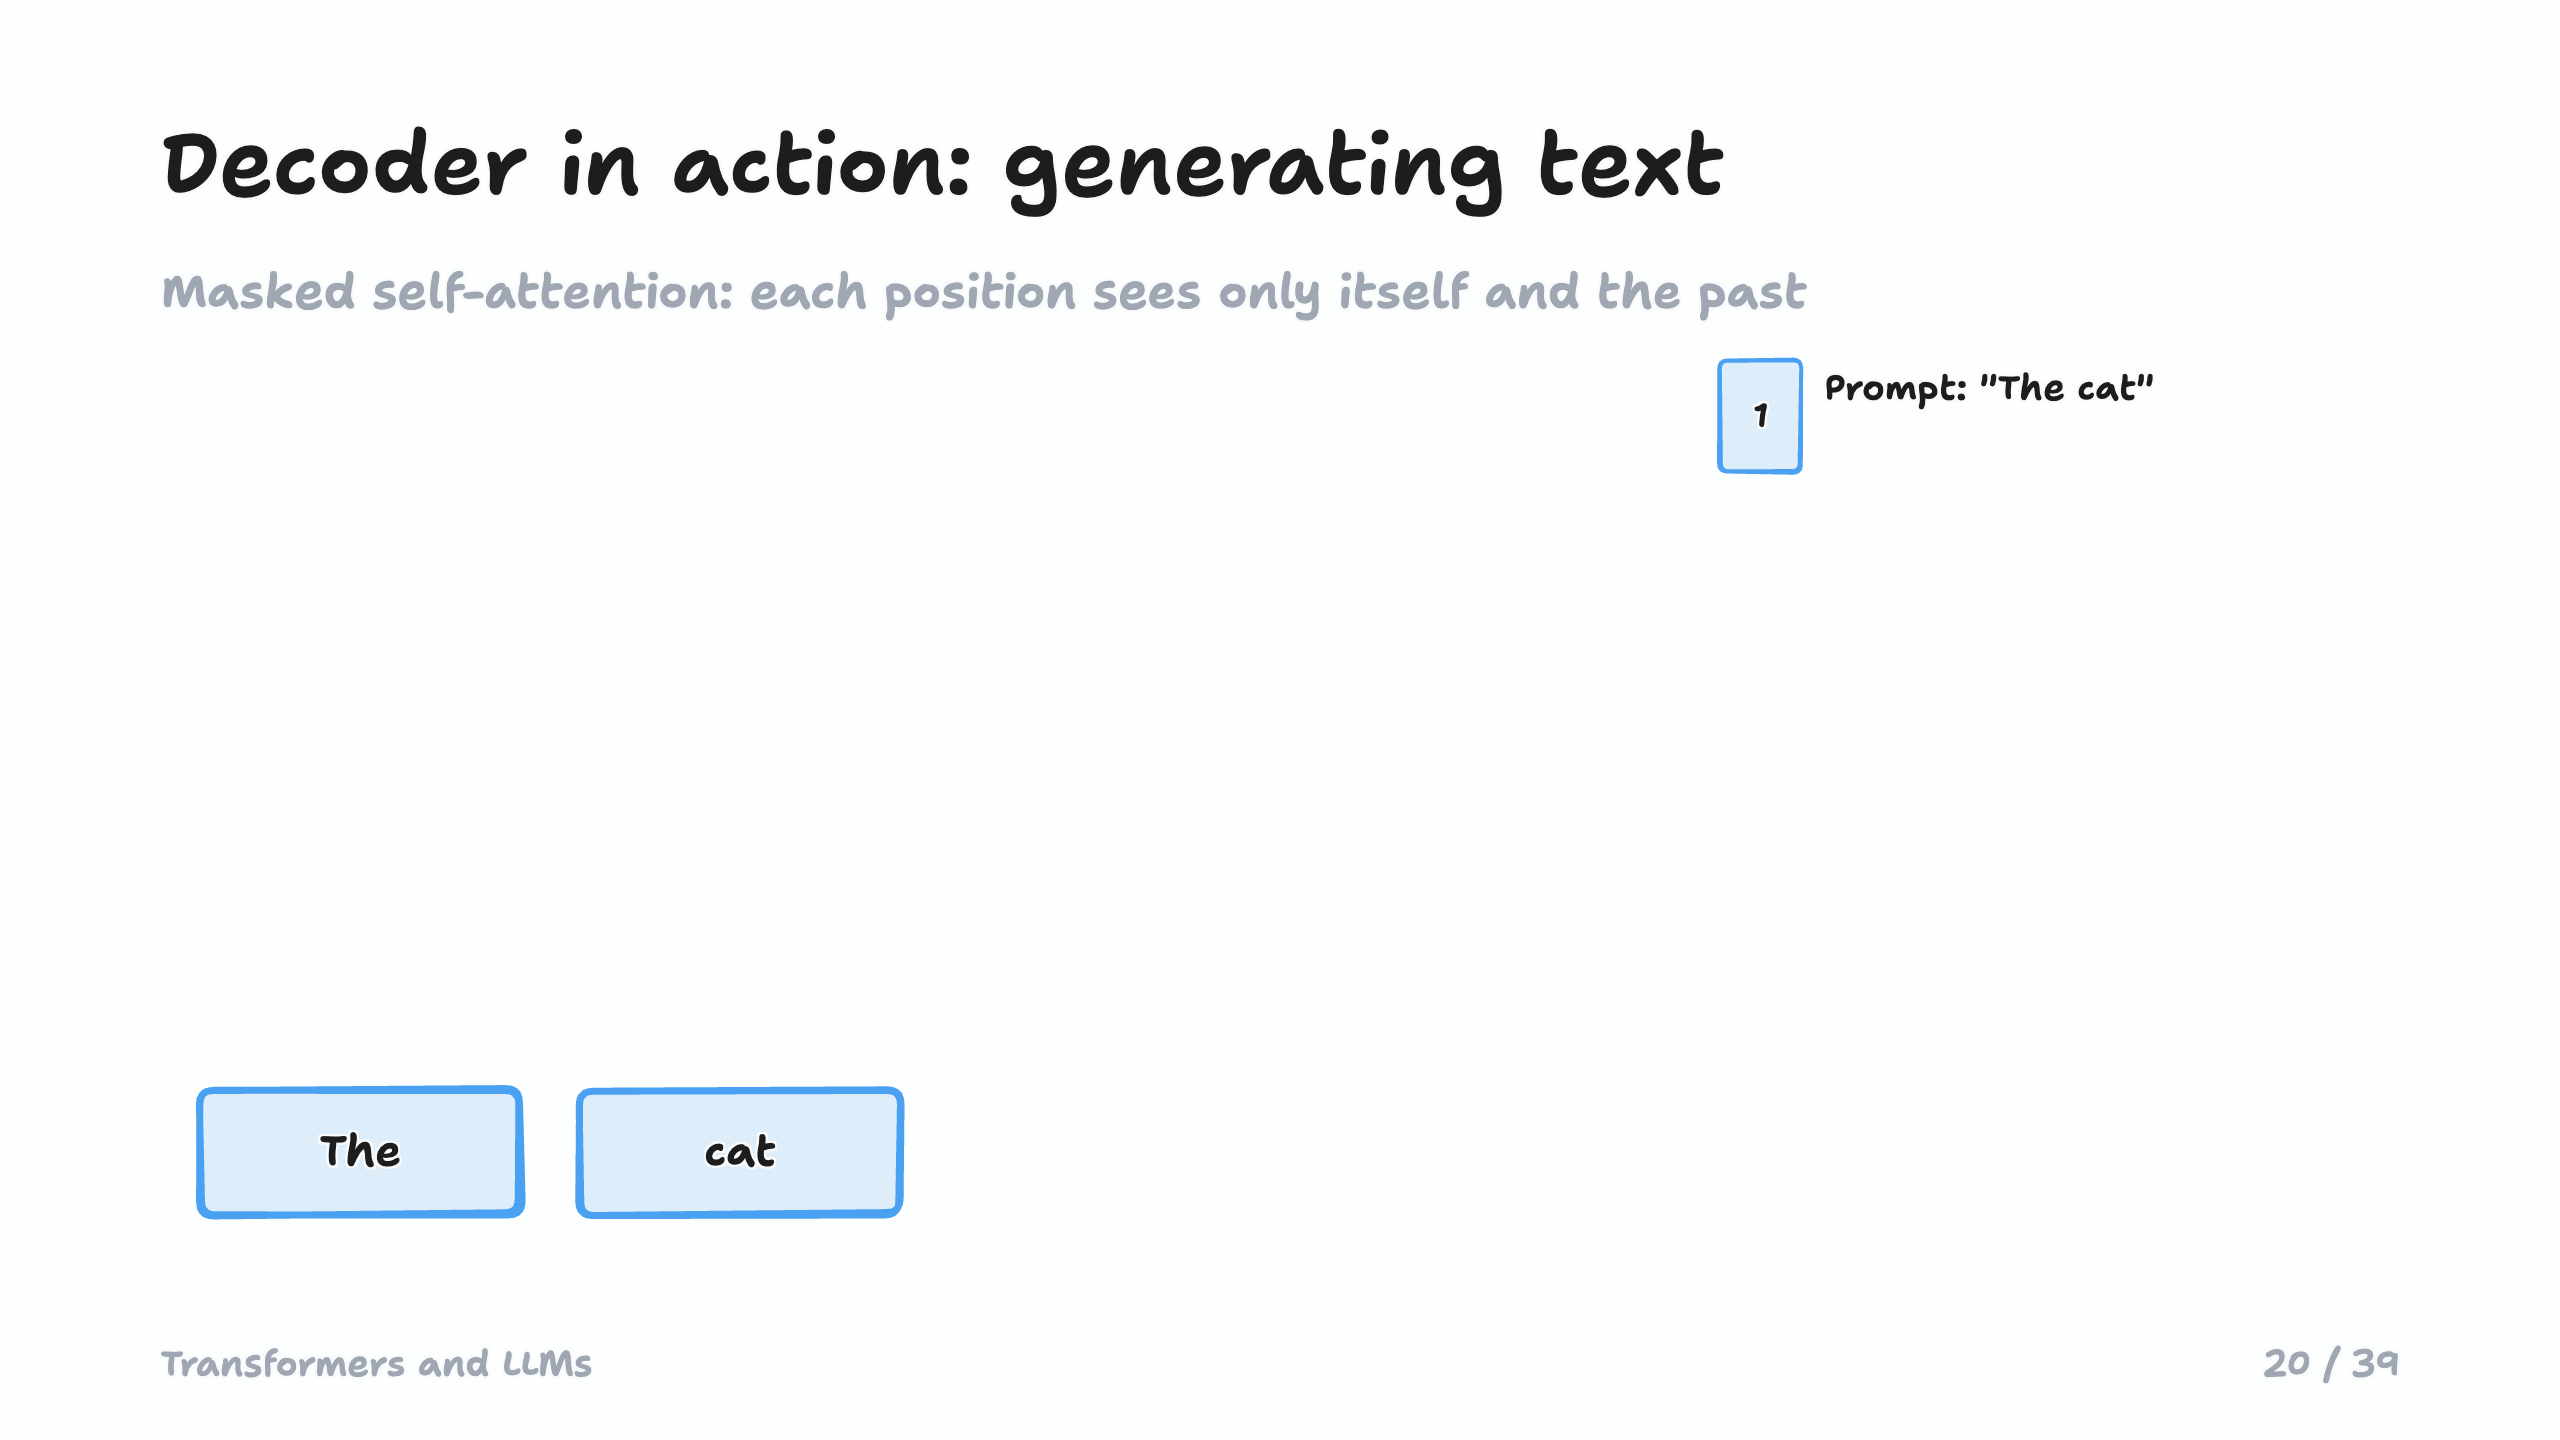 Decoder in action: generating text
Masked self-attention: each position sees only itself and the past
1
Prompt: "The cat"
The
cat
Transformers and LLMs
20 / 39